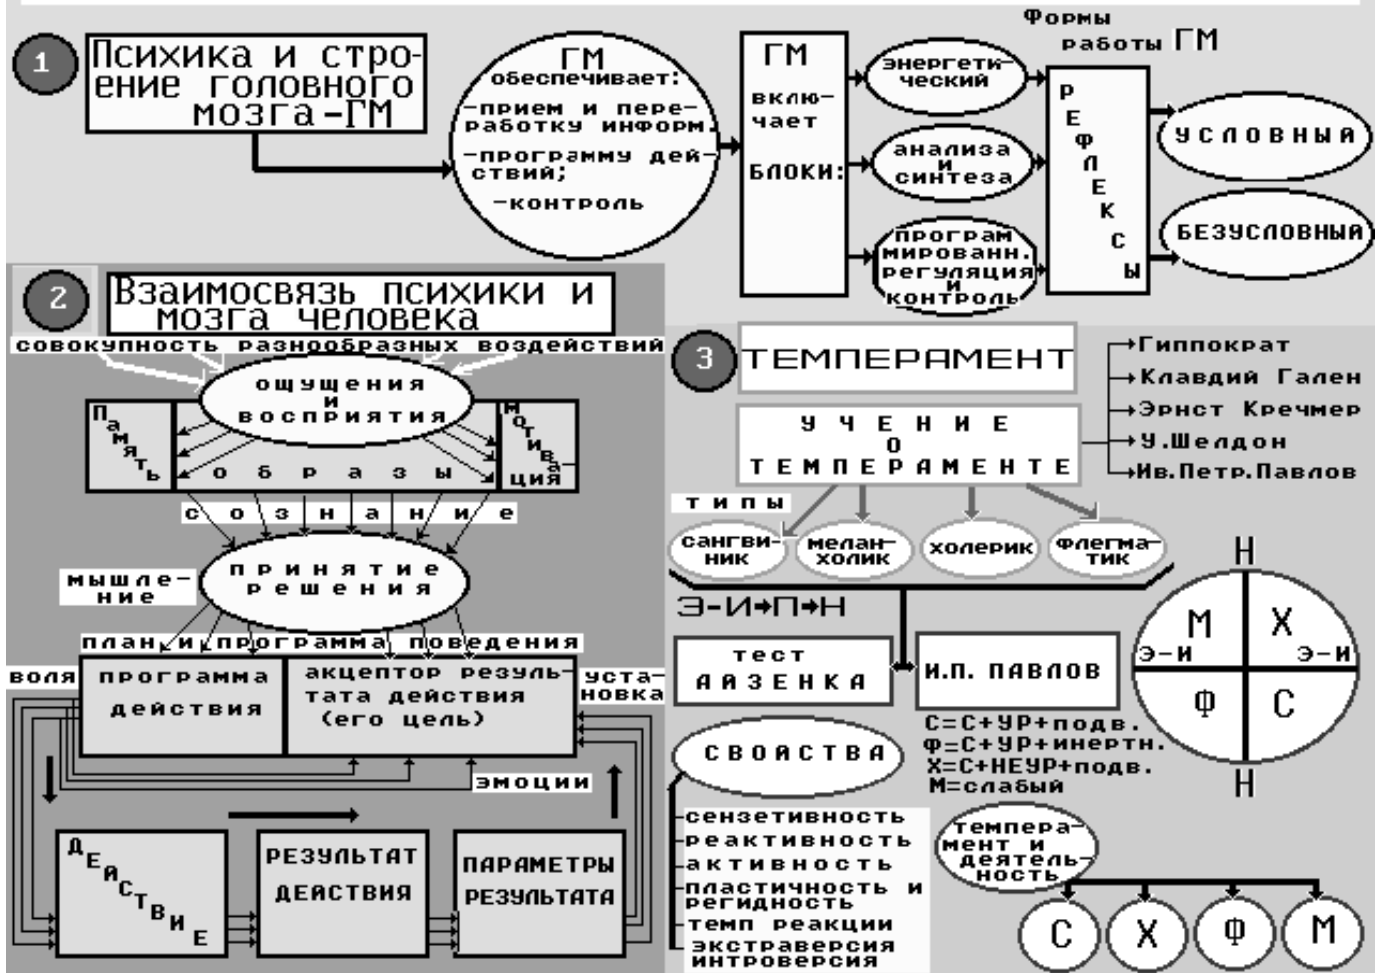 1
Психика и стро-
ение головного
мозга-ГМ
ГМ
обеспечивает:
-прием и пере-
работку информ.
-программу дей-
ствий;
-контроль
ГМ
вклю-
чает
БЛОКИ:
энергети-
ческий
анализа
и
синтеза
програм
мированн.
регуляция
и
контроль
Формы
работы ГМ
РЕФЛЕКСЫ
УСЛОВНЫЙ
БЕЗУСЛОВНЫЙ
2
Взаимосвязь психики и
мозга человека
совокупность разнообразных воздействий
ощущения
и
восприятия
Память
Мотива-
ция
образы
сознание
принятие
решения
мышле-
ние
план и программа поведения
воля
программа
действия
акцептор резуль-
тата действия
(его цель)
уста-
новка
эмоции
ДЕЙСТВИЕ
РЕЗУЛЬТАТ
ДЕЙСТВИЯ
ПАРАМЕТРЫ
РЕЗУЛЬТАТА
3
ТЕМПЕРАМЕНТ
УЧЕНИЕ
О
ТЕМПЕРАМЕНТЕ
Гиппократ
Клавдий Гален
Эрнст Кречмер
У.Шелдон
Ив.Петр.Павлов
типы
сангви-
ник
мелан-
холик
холерик
флегма-
тик
Э-И→П→Н
тест
АЙЗЕНКА
И.П. ПАВЛОВ
С=С+УР+подв.
Ф=С+УР+инертн.
Х=С+НЕУР+подв.
М=слабый
Н
М
Х
Э-И
Э-И
Ф
С
Н
СВОЙСТВА
сензетивность
реактивность
активность
пластичность и
регидность
темп реакции
экстраверсия
интроверсия
темпера-
мент и
деятель-
ность
С
Х
Ф
М